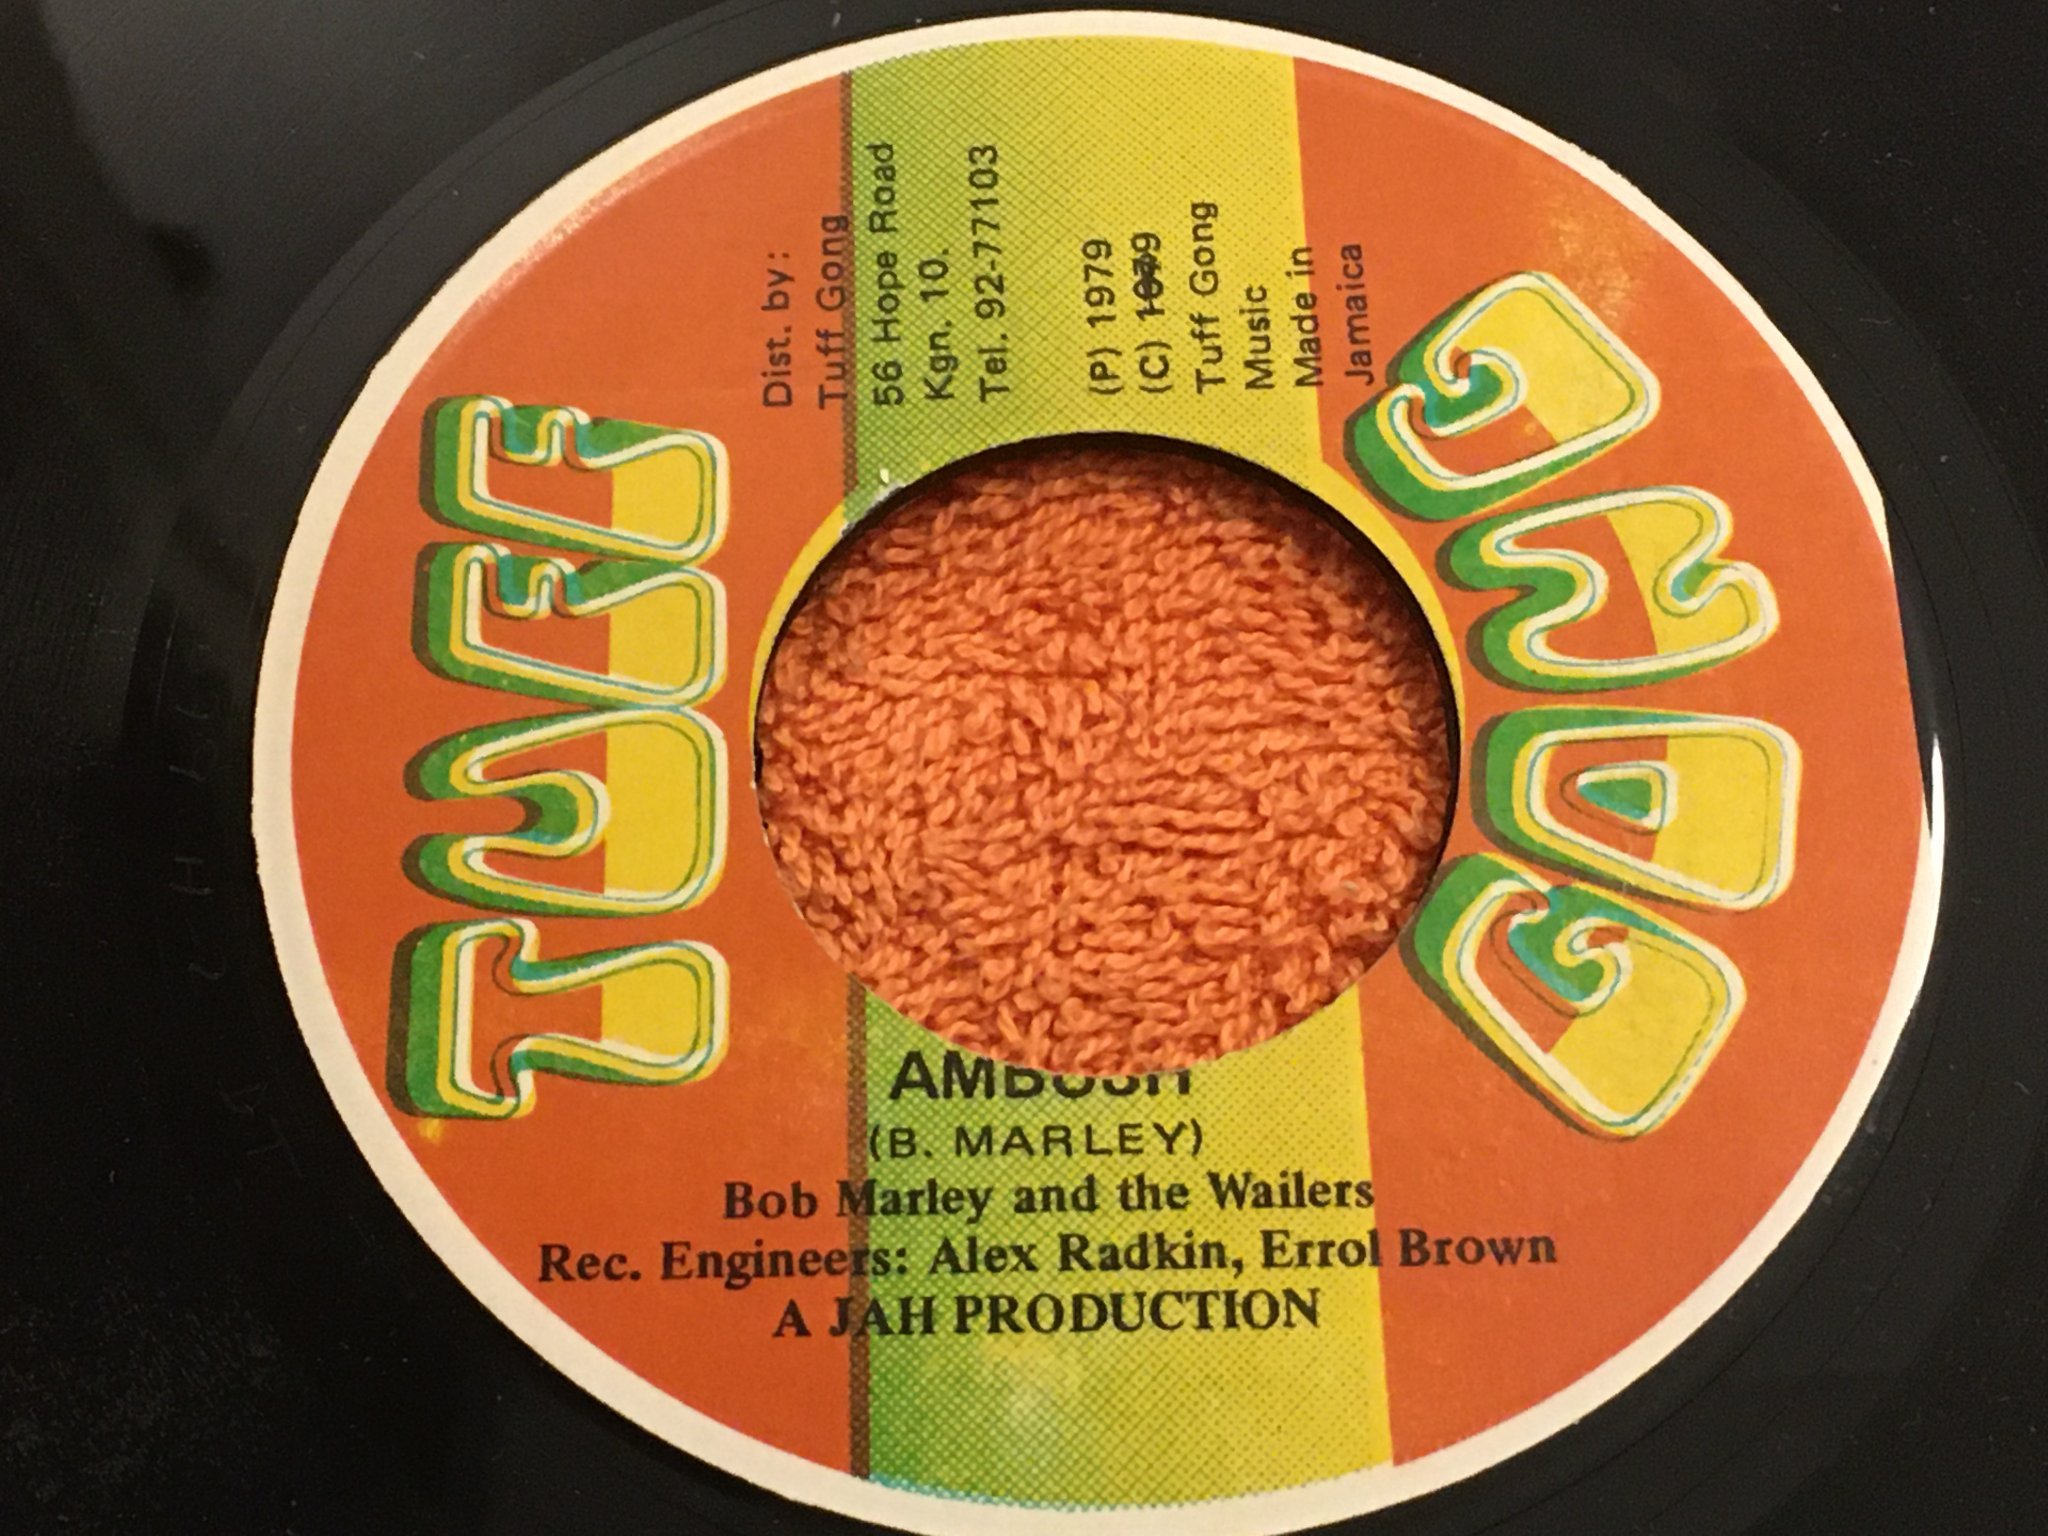 TUFF
GONG
Dist. by:
Tuff Gong
56 Hope Road
Kgn. 10.
Tel. 92-77103
(P) 1979
(C) 1979
Tuff Gong
Music
Made in
Jamaica
AMBUSH
(B. MARLEY)
Bob Marley and the Wailers
Rec. Engineers: Alex Radkin, Errol Brown
A JAH PRODUCTION